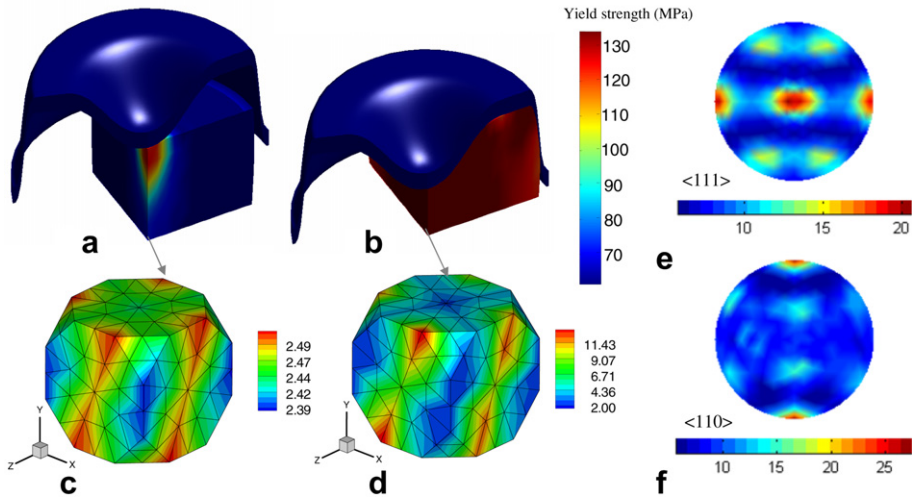 Yield strength (MPa)
130
120
110
100
90
80
70
a
b
<111>
10 15 20
e
2.49
2.47
2.44
2.42
2.39
Y
Z X
c
11.43
9.07
6.71
4.36
2.00
Y
Z X
d
<110>
10 15 20 25
f